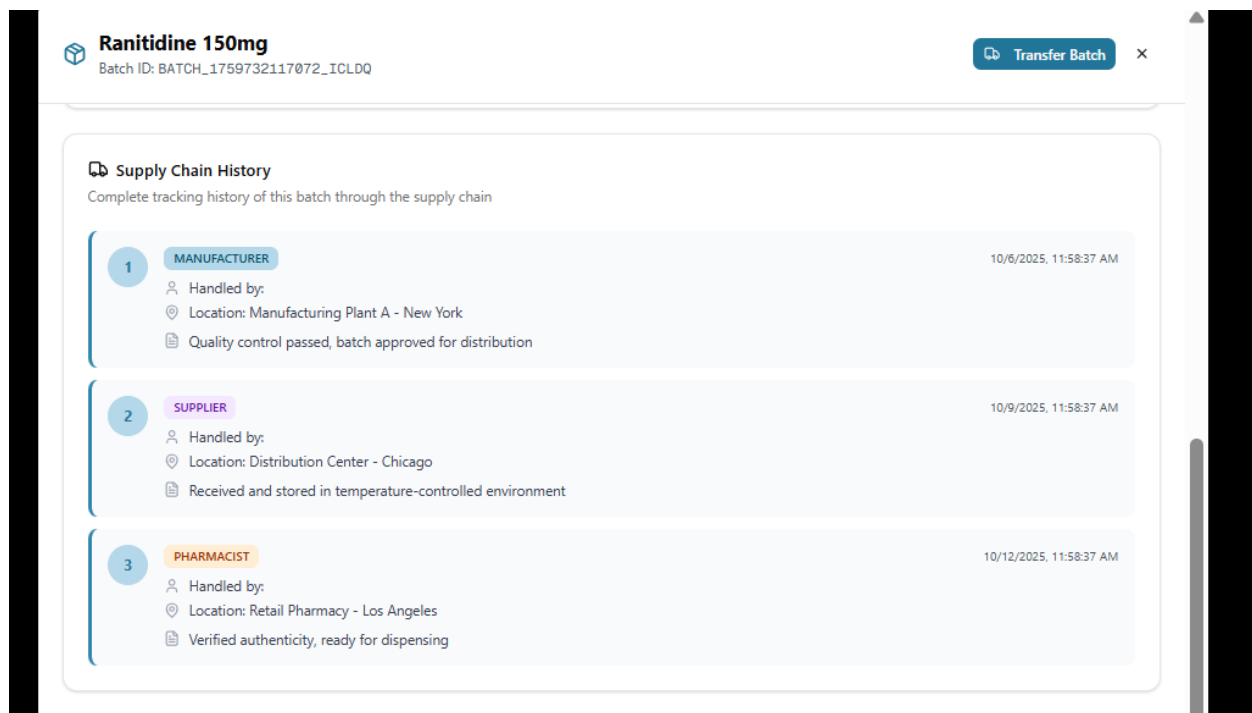 Ranitidine 150mg
Batch ID: BATCH_1759732117072_ICLDQ
Transfer Batch
Supply Chain History
Complete tracking history of this batch through the supply chain
1
MANUFACTURER
10/6/2025, 11:58:37 AM
Handled by:
Location: Manufacturing Plant A - New York
Quality control passed, batch approved for distribution
2
SUPPLIER
10/9/2025, 11:58:37 AM
Handled by:
Location: Distribution Center - Chicago
Received and stored in temperature-controlled environment
3
PHARMACIST
10/12/2025, 11:58:37 AM
Handled by:
Location: Retail Pharmacy - Los Angeles
Verified authenticity, ready for dispensing